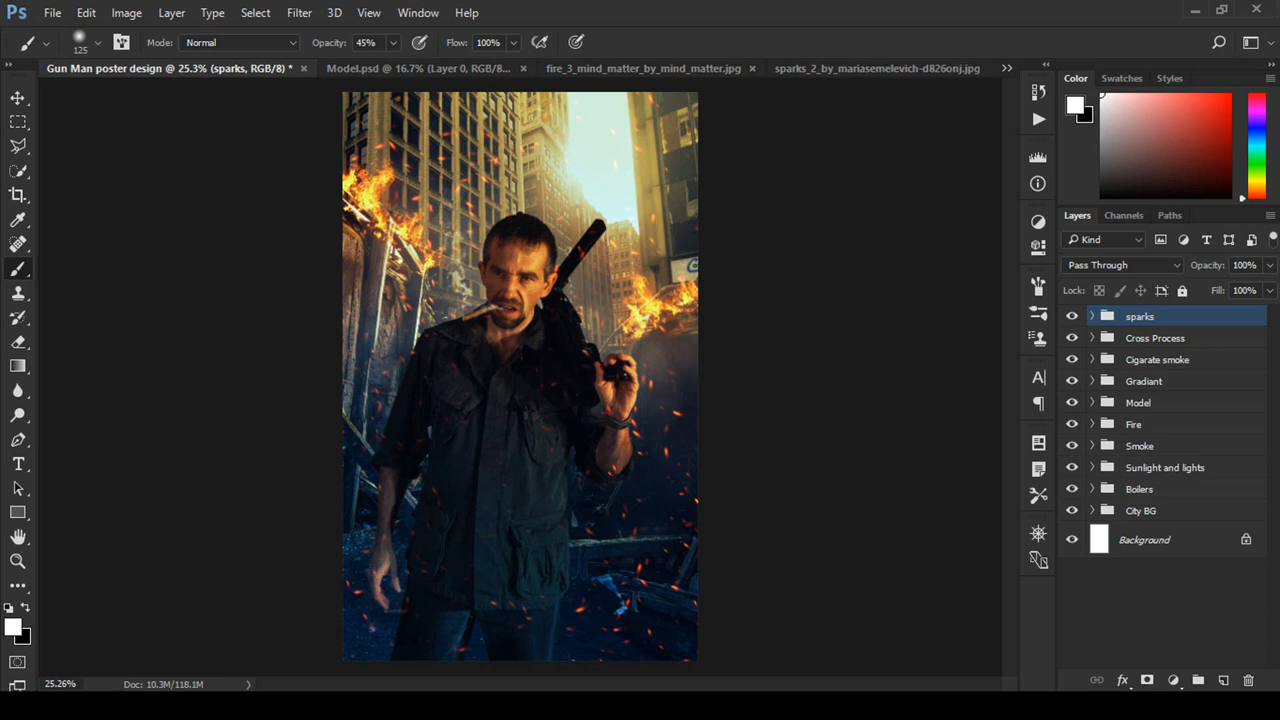 Ps File Edit Image Layer Type Select Filter 3D View Window Help
125 Mode: Normal Opacity: 45% Flow: 100%
Gun Man poster design @ 25.3% (sparks, RGB/8) * × Model.psd @ 16.7% (Layer 0, RGB/8... × fire_3_mind_matter_by_mind_matter.jpg × sparks_2_by_mariasemelevich-d826onj.jpg
Color Swatches Styles
Layers Channels Paths
Kind
Pass Through Opacity: 100%
Lock: Fill: 100%
sparks
Cross Process
Cigarate smoke
Gradiant
Model
Fire
Smoke
Sunlight and lights
Boilers
City BG
Background
25.26% Doc: 10.3M/118.1M